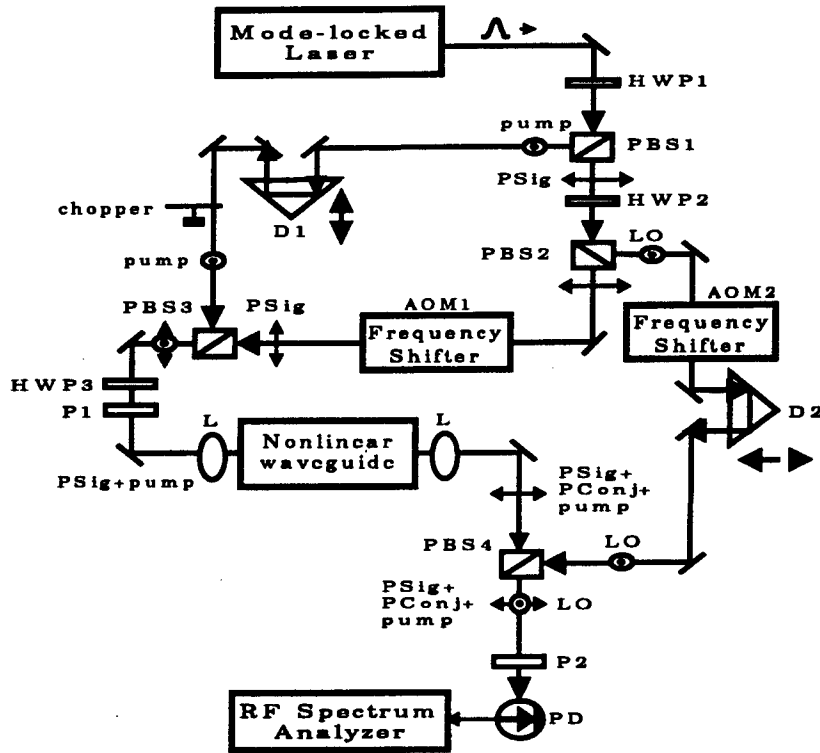 Mode-locked
Laser
HWP1
pump
PBS1
PSig
HWP2
chopper
D1
LO
pump
PBS2
AOM2
PBS3
PSig
AOM1
Frequency
Shifter
Frequency
Shifter
HWP3
P1
D2
L
Nonlinear
waveguide
L
PSig+pump
PSig+
PConj+
pump
PBS4
LO
PSig+
PConj+
pump
LO
P2
RF Spectrum
Analyzer
PD